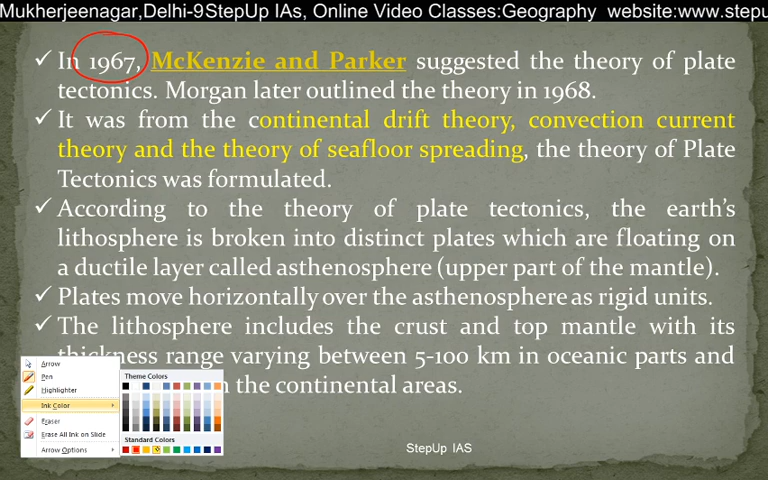 Mukherjeenagar,Delhi-9StepUp IAs, Online Video Classes:Geography website:www.stepu
✓ In 1967, McKenzie and Parker suggested the theory of plate
tectonics. Morgan later outlined the theory in 1968.
✓ It was from the continental drift theory, convection current
theory and the theory of seafloor spreading, the theory of Plate
Tectonics was formulated.
✓ According to the theory of plate tectonics, the earth's
lithosphere is broken into distinct plates which are floating on
a ductile layer called asthenosphere (upper part of the mantle).
✓ Plates move horizontally over the asthenosphere as rigid units.
✓ The lithosphere includes the crust and top mantle with its
thickness range varying between 5-100 km in oceanic parts and
the continental areas.
Arrow
Pen
Highlighter
Ink Color
Eraser
Erase All Ink on Slide
Arrow Options
Theme Colors
Standard Colors
StepUp IAS